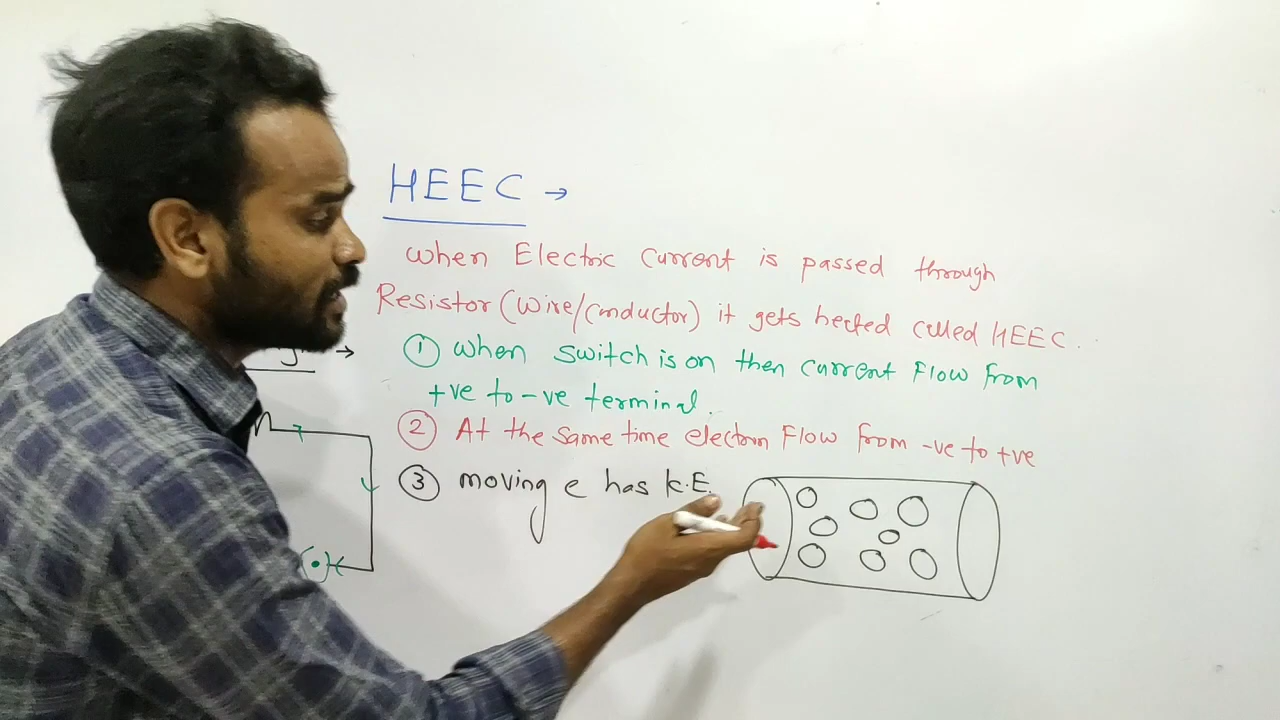 HEEC →
When Electric Current is passed through
Resistor (Wire/Conductor) it gets heated called HEEC.
① When switch is on then current Flow from
+ve to -ve terminal.
② At the same time electron Flow from -ve to +ve
③ moving e has k.E.